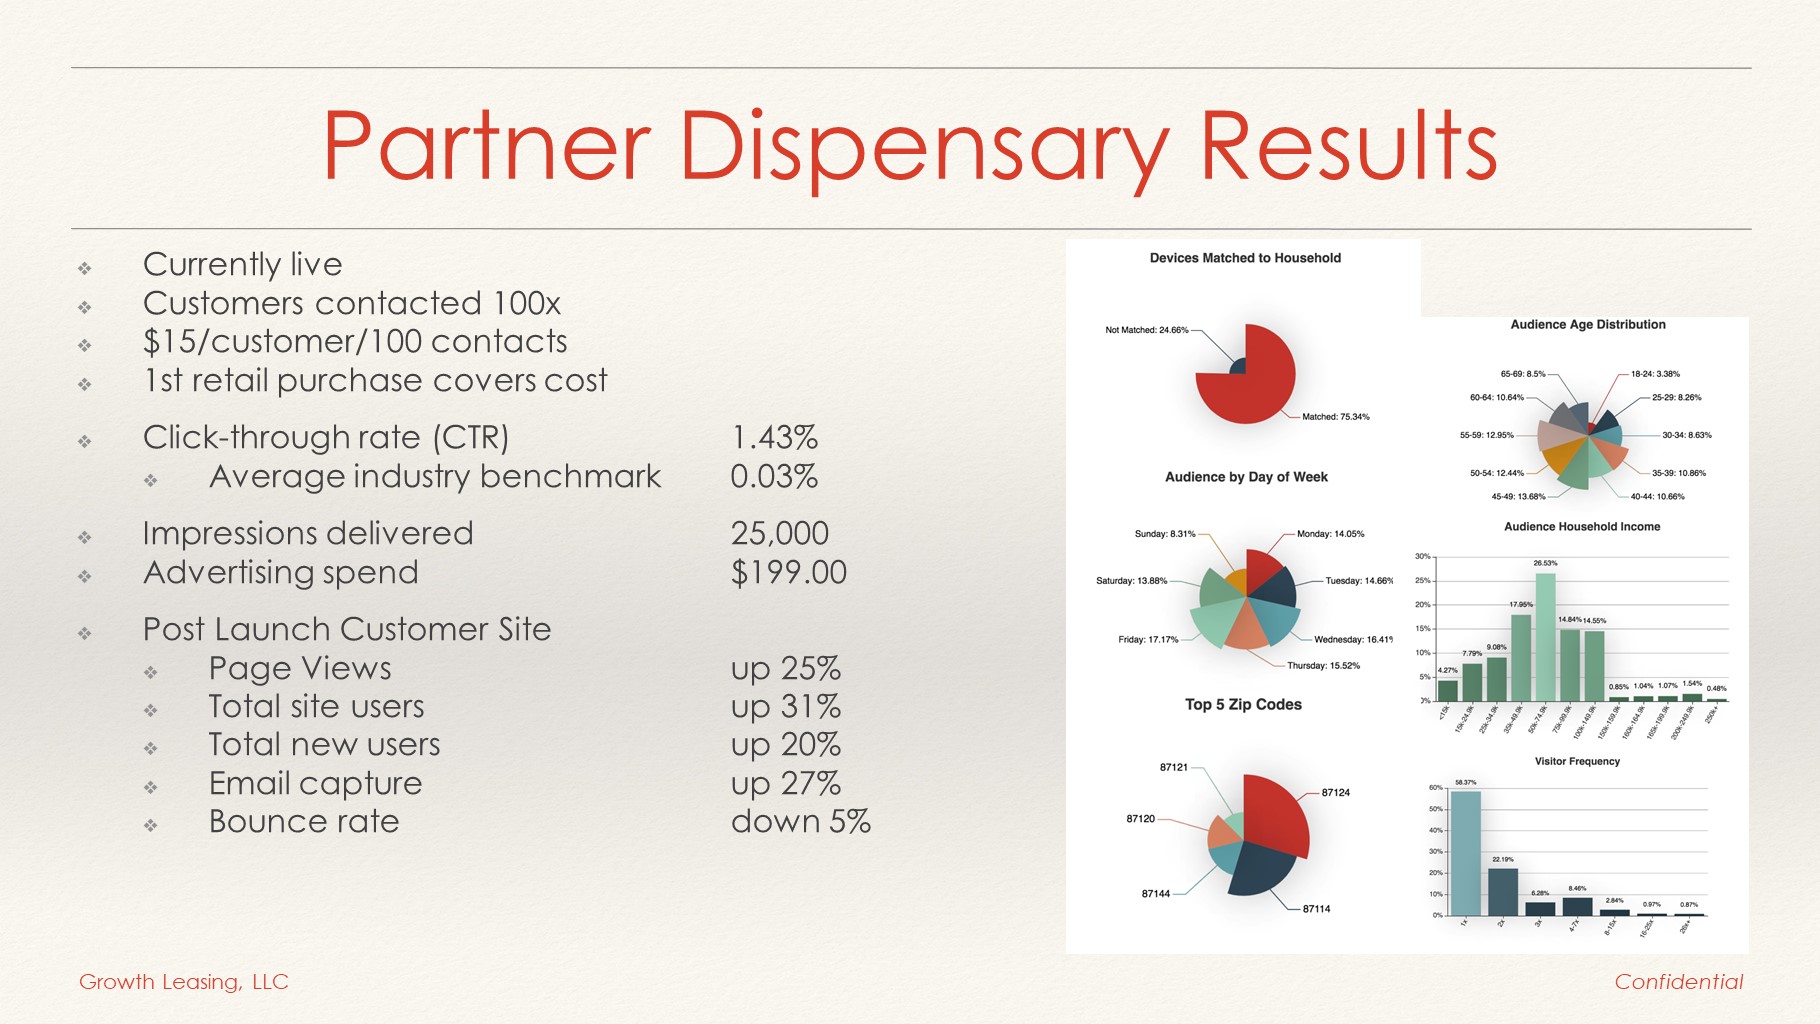 Partner Dispensary Results
Currently live
Customers contacted 100x
$15/customer/100 contacts
1st retail purchase covers cost
Click-through rate (CTR) 1.43%
Average industry benchmark 0.03%
Impressions delivered 25,000
Advertising spend $199.00
Post Launch Customer Site
Page Views up 25%
Total site users up 31%
Total new users up 20%
Email capture up 27%
Bounce rate down 5%
Devices Matched to Household
Not Matched: 24.66%
Matched: 75.34%
Audience by Day of Week
Sunday: 8.31%
Monday: 14.05%
Saturday: 13.88%
Tuesday: 14.66%
Friday: 17.17%
Wednesday: 16.41%
Thursday: 15.52%
Top 5 Zip Codes
87121
87124
87120
87144
87114
Audience Age Distribution
65-69: 8.5%
18-24: 3.38%
60-64: 10.64%
25-29: 8.26%
55-59: 12.95%
30-34: 8.63%
50-54: 12.44%
35-39: 10.86%
45-49: 13.68%
40-44: 10.66%
Audience Household Income
30%
25%
20%
15%
10%
5%
26.53%
17.95%
14.84%
14.55%
9.08%
7.79%
4.27%
0.85%
1.04%
1.07%
1.54%
0.48%
<15k
15k-24.9k
25k-34.9k
35k-49.9k
50k-74.9k
75k-99.9k
100k-149.9k
150k-159.9k
160k-164.9k
165k-199.9k
200k-249.9k
250k+
Visitor Frequency
60%
50%
40%
30%
20%
10%
0%
58.37%
22.19%
6.28%
8.46%
2.84%
0.97%
0.87%
1x
2x
3x
4-7x
8-15x
16-25x
26x+
Growth Leasing, LLC
Confidential